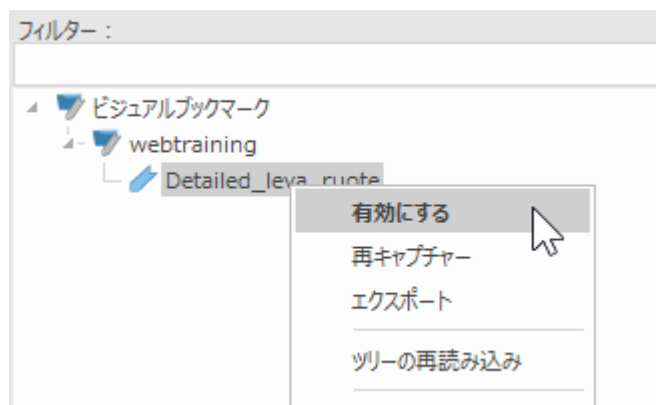 フィルター :
ビジュアルブックマーク
webtraining
Detailed_leva_ruote
有効にする
再キャプチャー
エクスポート
ツリーの再読み込み